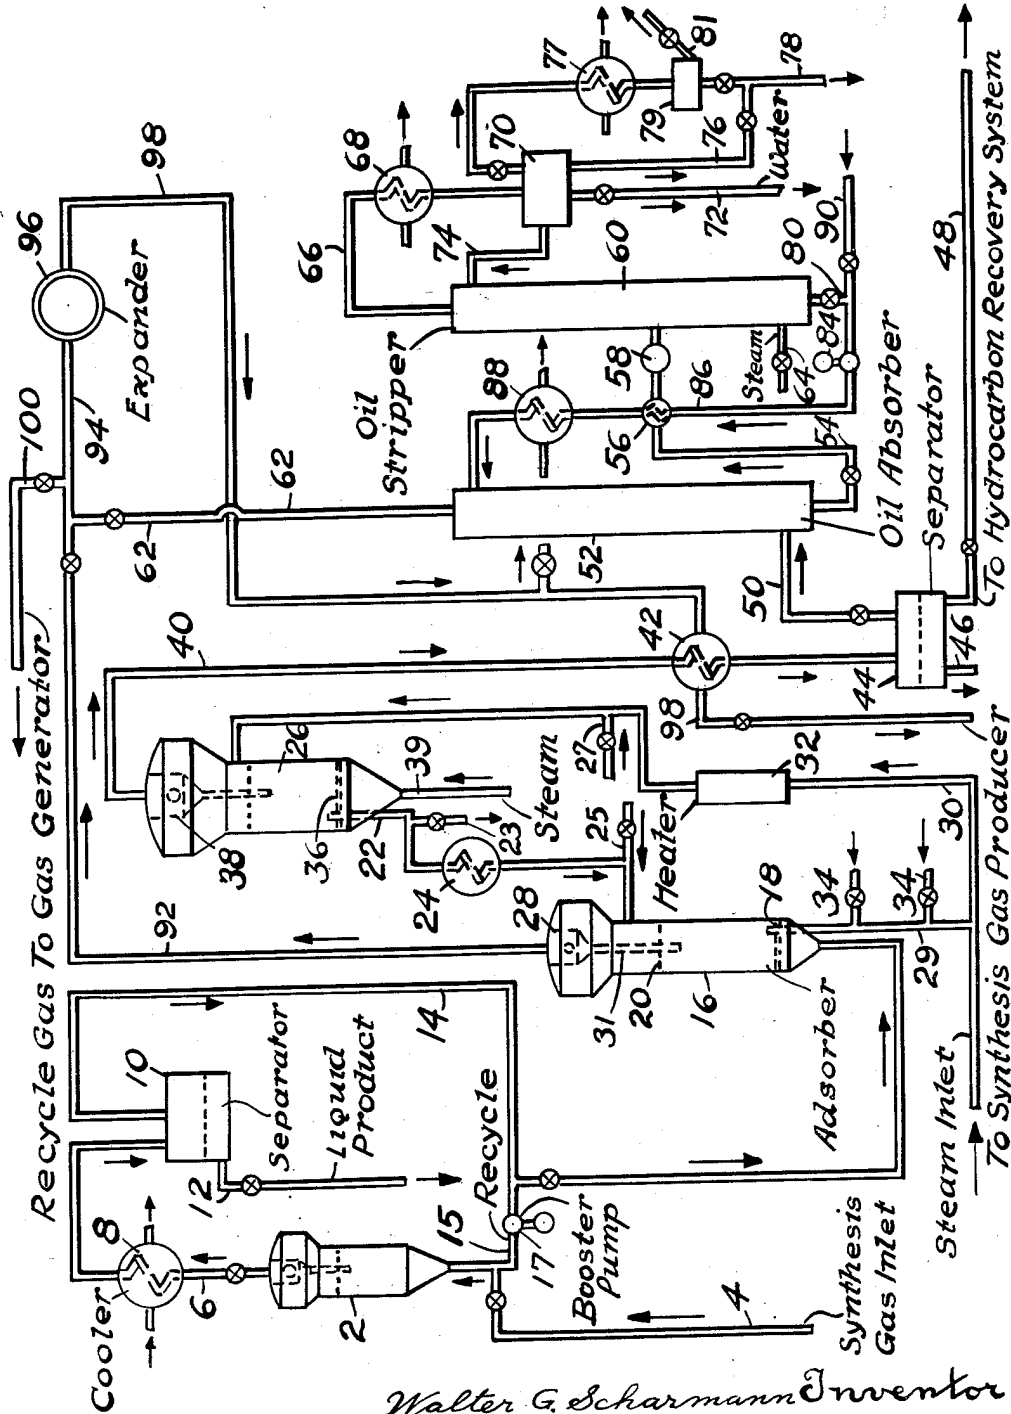 Recycle Gas To Gas Generator
100
98
96
Expander
94
62
62
92
40
38
26
36
22
23
24
39
Steam
25
27
Heater
32
30
28
31
20
16
18
34
34
29
Adsorber
Cooler
8
6
10
12
Separator
Liquid
Product
14
2
15
Recycle
17
Booster
Pump
4
Synthesis
Gas Inlet
Steam Inlet
To Synthesis Gas Producer
42
98
44
46
50
Separator
48
To Hydrocarbon Recovery System
52
Oil Absorber
54
56
58
88
86
84
Oil
Stripper
60
Steam
64
66
68
70
72
Water
74
76
77
78
79
80
81
90
Walter G. Scharmann Inventor